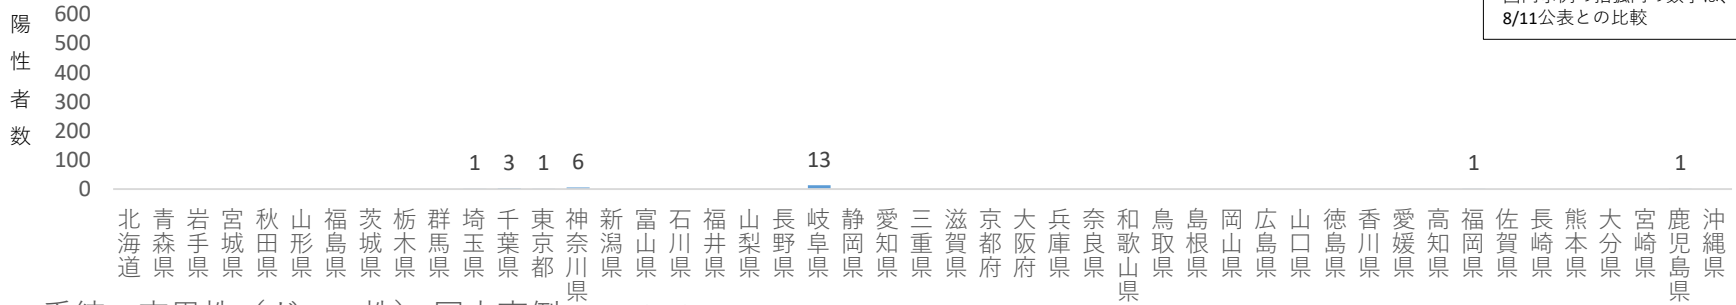 8/11公表との比較
陽性者数
600
500
400
300
200
100
0
1 3 1 6 13 1 1
北海道 青森県 岩手県 宮城県 秋田県 山形県 福島県 茨城県 栃木県 群馬県 埼玉県 千葉県 東京都 神奈川県 新潟県 富山県 石川県 福井県 山梨県 長野県 岐阜県 静岡県 愛知県 三重県 滋賀県 京都府 大阪府 兵庫県 奈良県 和歌山県 鳥取県 島根県 岡山県 広島県 山口県 徳島県 香川県 愛媛県 高知県 福岡県 佐賀県 長崎県 熊本県 大分県 宮崎県 鹿児島県 沖縄県